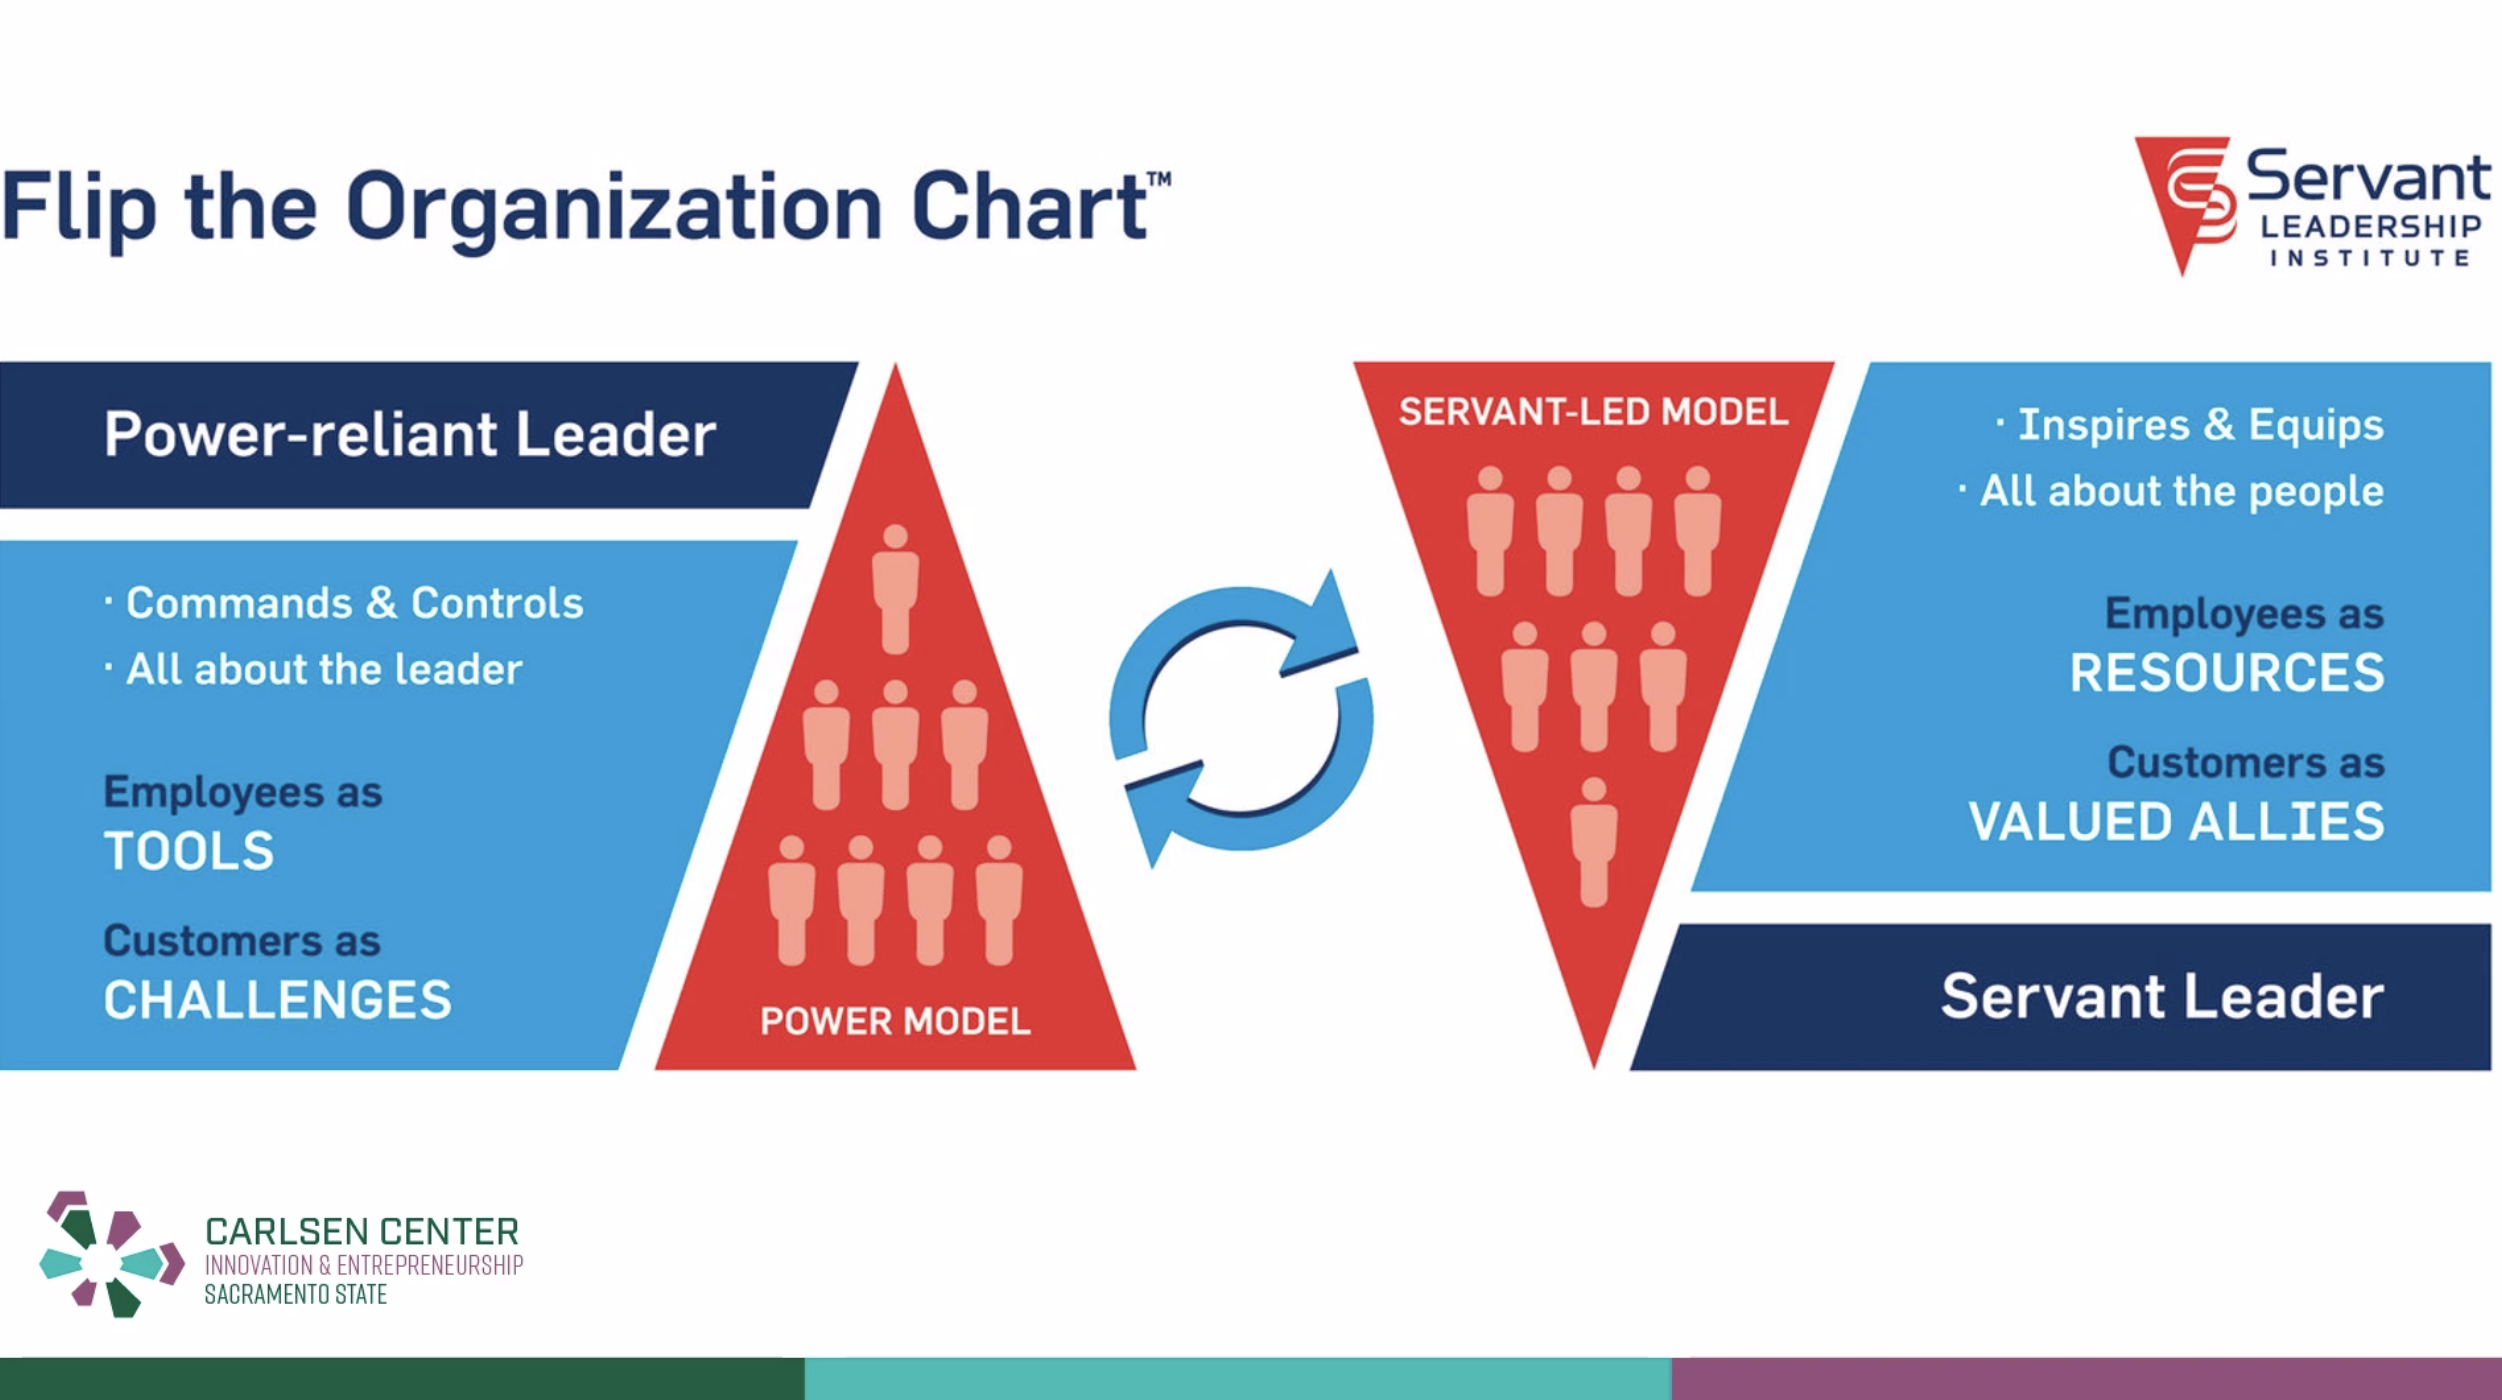 Flip the Organization Chart™
Servant
LEADERSHIP
INSTITUTE
Power-reliant Leader
· Commands & Controls
· All about the leader
Employees as
TOOLS
Customers as
CHALLENGES
POWER MODEL
SERVANT-LED MODEL
· Inspires & Equips
· All about the people
Employees as
RESOURCES
Customers as
VALUED ALLIES
Servant Leader
CARLSEN CENTER
INNOVATION & ENTREPRENEURSHIP
SACRAMENTO STATE